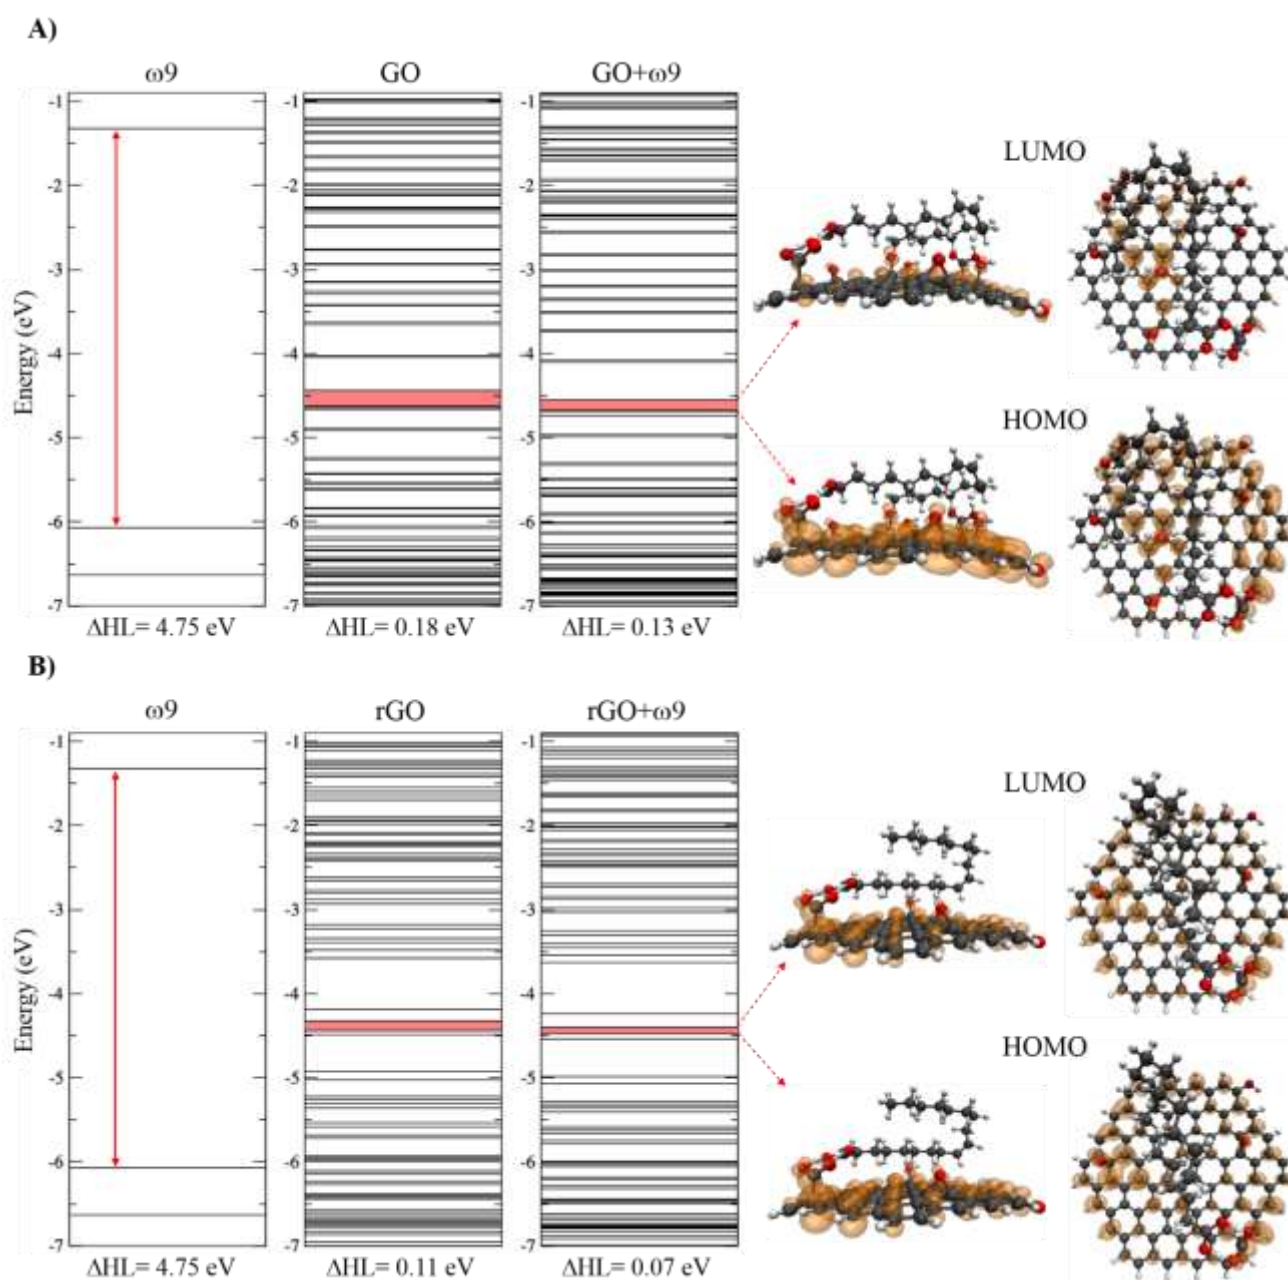 A)
ω9 GO GO+ω9
-1 -1 -1
LUMO
-2 -2 -2
-3 -3 -3
Energy (eV)
-4 -4 -4
HOMO
-5 -5 -5
-6 -6 -6
-7 -7 -7
ΔHL= 4.75 eV ΔHL= 0.18 eV ΔHL= 0.13 eV
B)
ω9 rGO rGO+ω9
-1 -1 -1
LUMO
-2 -2 -2
-3 -3 -3
Energy (eV)
-4 -4 -4
HOMO
-5 -5 -5
-6 -6 -6
-7 -7 -7
ΔHL= 4.75 eV ΔHL= 0.11 eV ΔHL= 0.07 eV